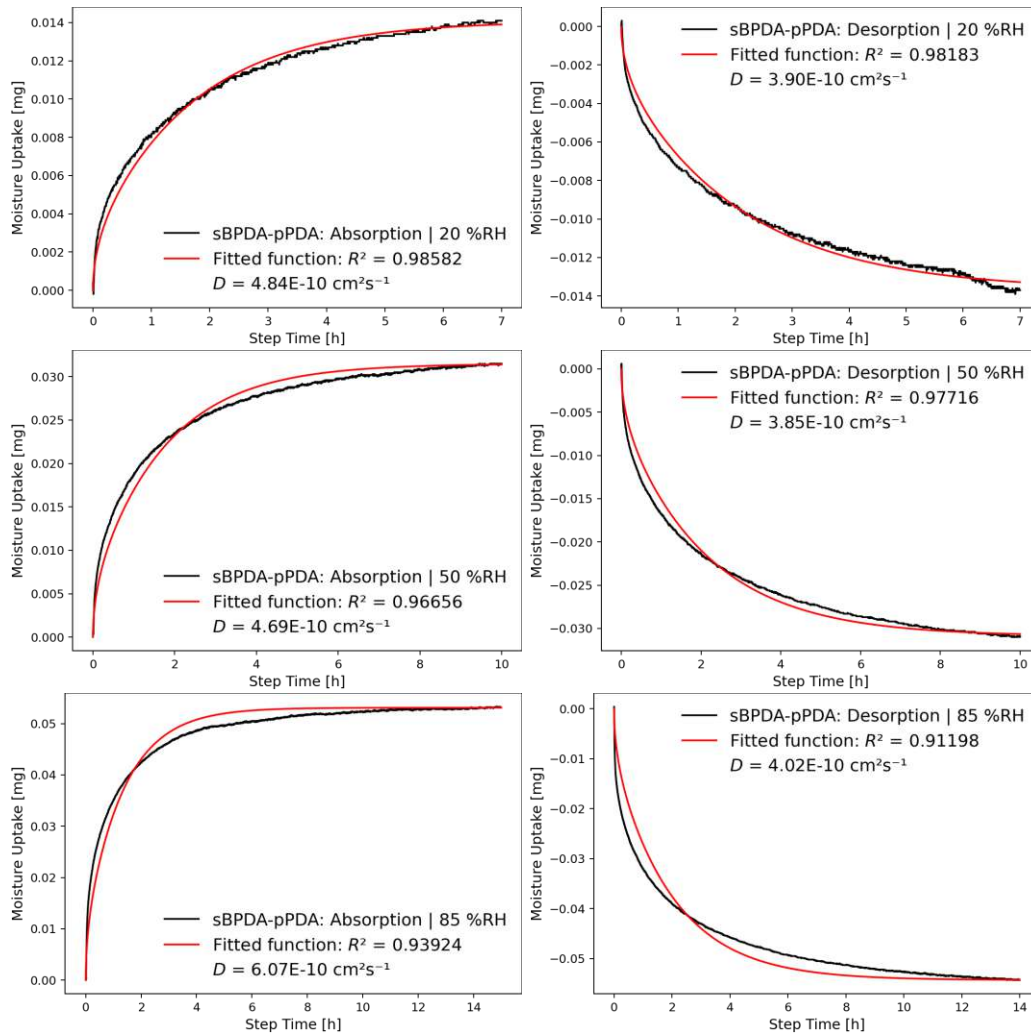 0.014
0.012
0.010
0.008
0.006
0.004
0.002
0.000
Moisture Uptake [mg]
sBPDA-pPDA: Absorption | 20 %RH
Fitted function: R² = 0.98582
D = 4.84E-10 cm²s⁻¹
0 1 2 3 4 5 6 7
Step Time [h]
0.000
−0.002
−0.004
−0.006
−0.008
−0.010
−0.012
−0.014
Moisture Uptake [mg]
sBPDA-pPDA: Desorption | 20 %RH
Fitted function: R² = 0.98183
D = 3.90E-10 cm²s⁻¹
0 1 2 3 4 5 6 7
Step Time [h]
0.030
0.025
0.020
0.015
0.010
0.005
0.000
Moisture Uptake [mg]
sBPDA-pPDA: Absorption | 50 %RH
Fitted function: R² = 0.96656
D = 4.69E-10 cm²s⁻¹
0 2 4 6 8 10
Step Time [h]
0.000
−0.005
−0.010
−0.015
−0.020
−0.025
−0.030
Moisture Uptake [mg]
sBPDA-pPDA: Desorption | 50 %RH
Fitted function: R² = 0.97716
D = 3.85E-10 cm²s⁻¹
0 2 4 6 8 10
Step Time [h]
0.05
0.04
0.03
0.02
0.01
0.00
Moisture Uptake [mg]
sBPDA-pPDA: Absorption | 85 %RH
Fitted function: R² = 0.93924
D = 6.07E-10 cm²s⁻¹
0 2 4 6 8 10 12 14
Step Time [h]
0.00
−0.01
−0.02
−0.03
−0.04
−0.05
Moisture Uptake [mg]
sBPDA-pPDA: Desorption | 85 %RH
Fitted function: R² = 0.91198
D = 4.02E-10 cm²s⁻¹
0 2 4 6 8 10 12 14
Step Time [h]